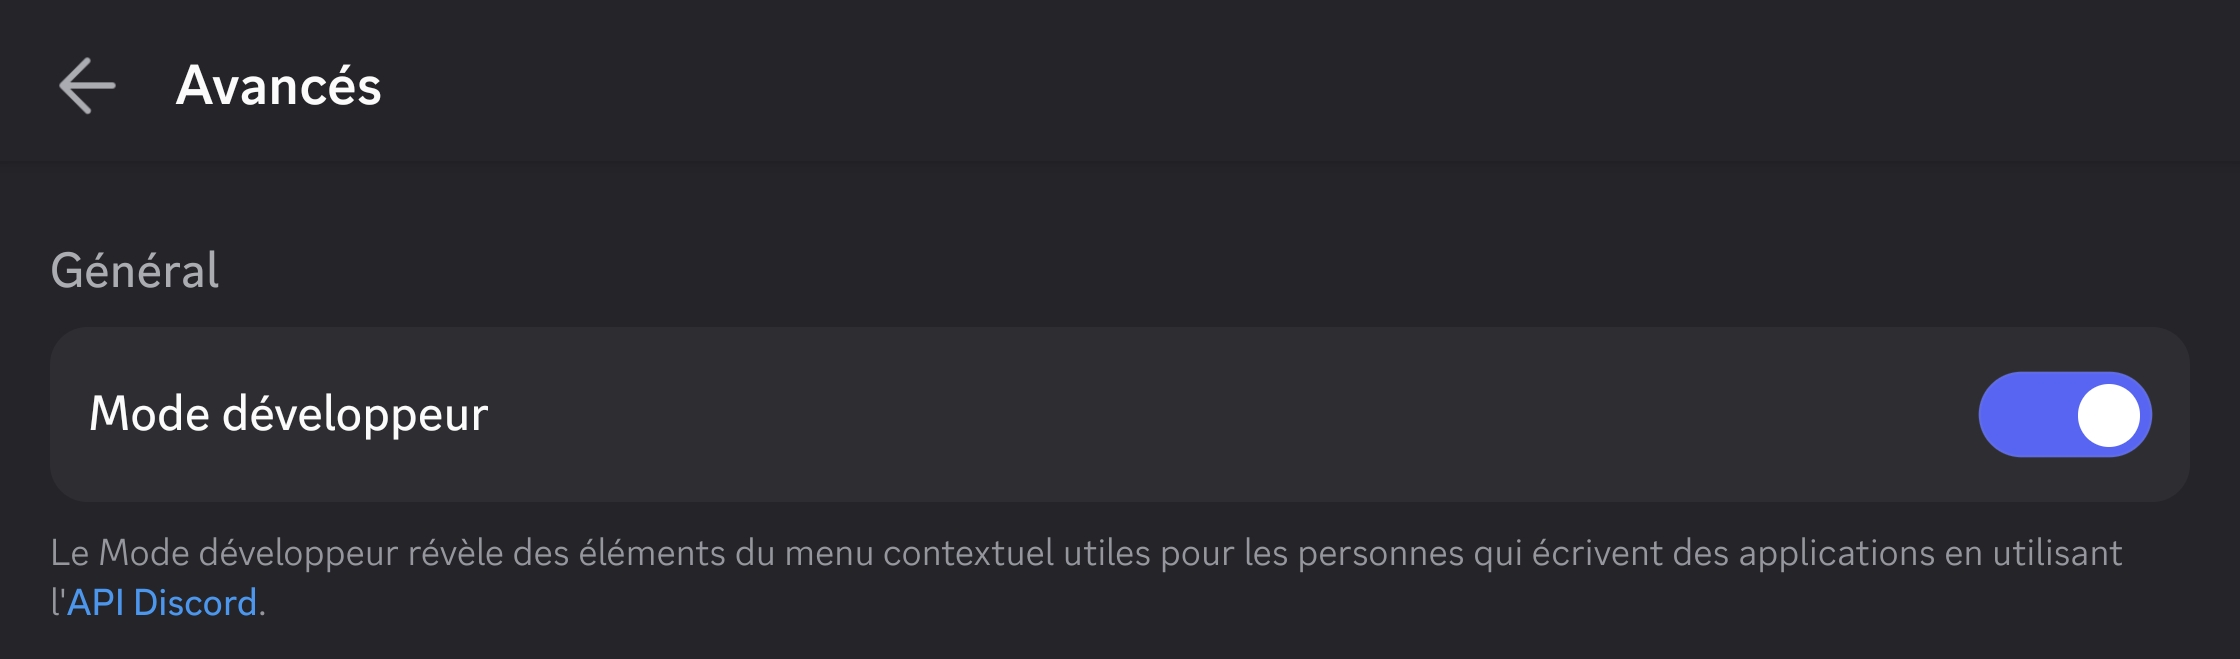 Avancés
Général
Mode développeur
Le Mode développeur révèle des éléments du menu contextuel utiles pour les personnes qui écrivent des applications en utilisant
l'API Discord.